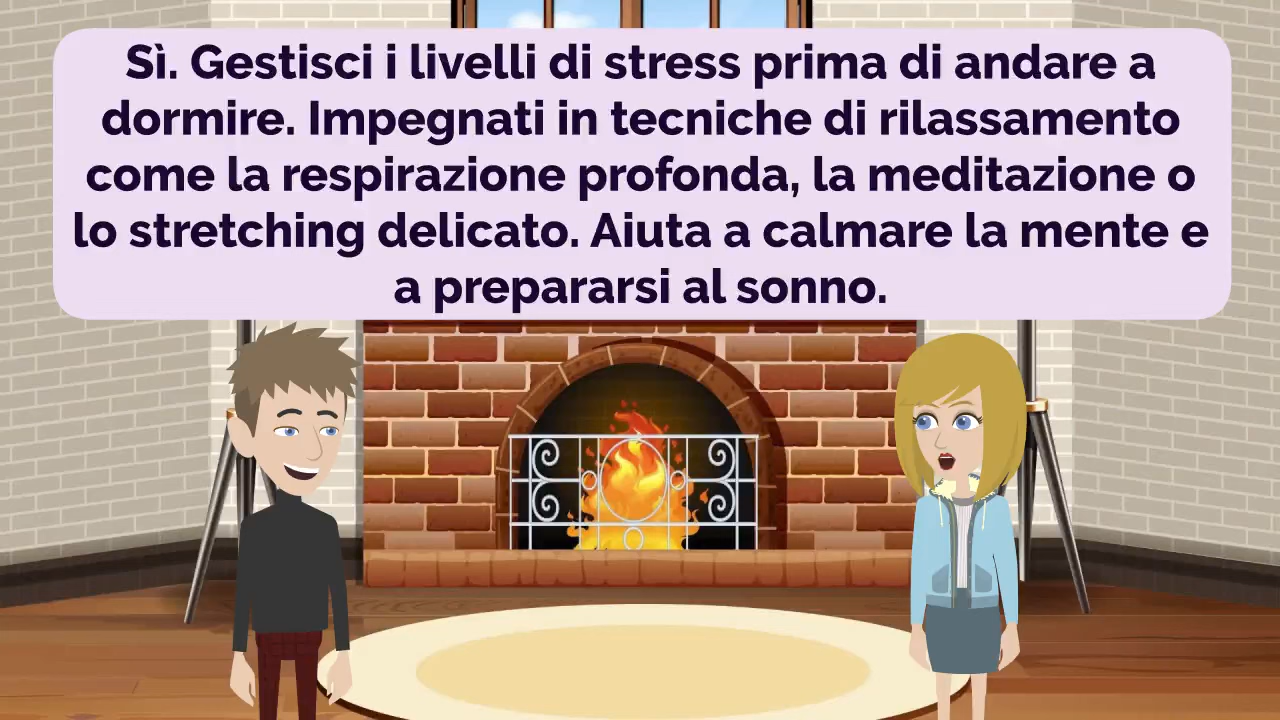 Sì. Gestisci i livelli di stress prima di andare a
dormire. Impegnati in tecniche di rilassamento
come la respirazione profonda, la meditazione o
lo stretching delicato. Aiuta a calmare la mente e
a prepararsi al sonno.